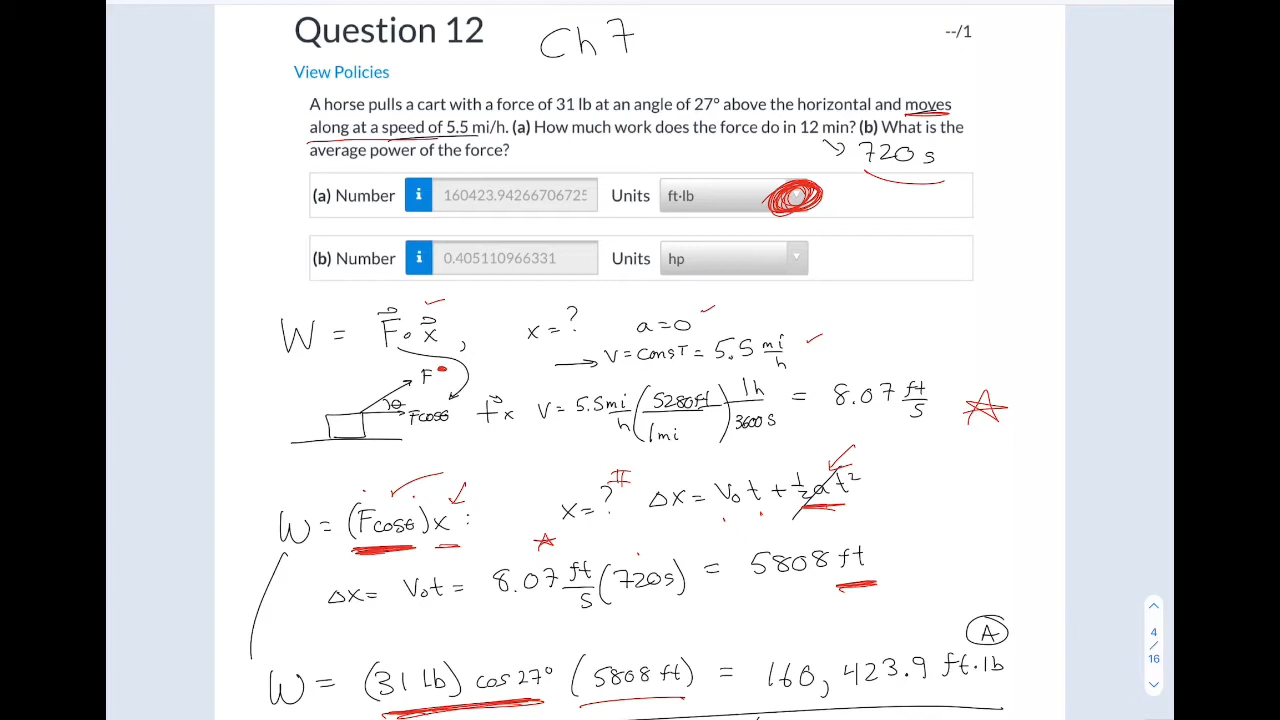 Question 12
Ch 7
--/1
View Policies
A horse pulls a cart with a force of 31 lb at an angle of 27° above the horizontal and moves
along at a speed of 5.5 mi/h. (a) How much work does the force do in 12 min? (b) What is the
average power of the force?
→ 720 s
(a) Number i 160423.94266706725 Units ft·lb
(b) Number i 0.405110966331 Units hp
W = F⃗ · x⃗ , x = ? a = 0
→ V = const = 5.5 mi/h
F
θ
Fcosθ
+x⃗ V = 5.5 mi/h (5280 ft / 1 mi) 1 h / 3600 s = 8.07 ft/s
W = (Fcosθ) x : x = ? Δx = V₀t + ½at²
Δx = V₀t = 8.07 ft/s (720 s) = 5808 ft
A
W = (31 lb) cos 27° (5808 ft) = 160,423.9 ft·lb
4
/
16